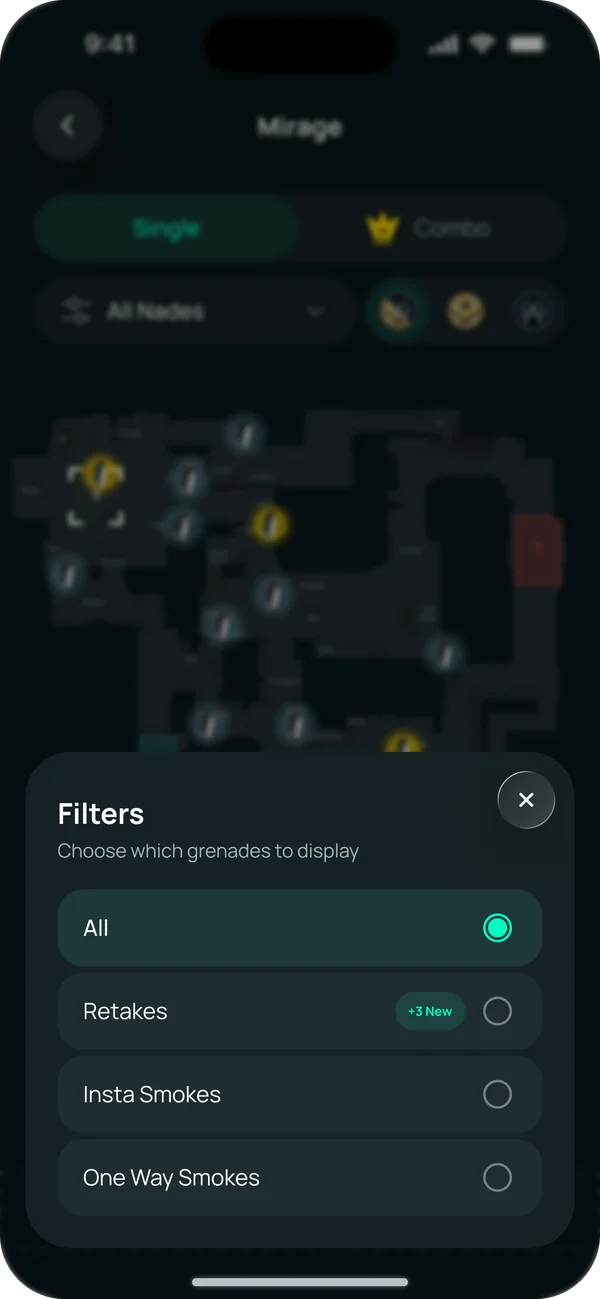 9:41
Mirage
Single
Combo
All Nades
Filters
Choose which grenades to display
All
Retakes
+3 New
Insta Smokes
One Way Smokes